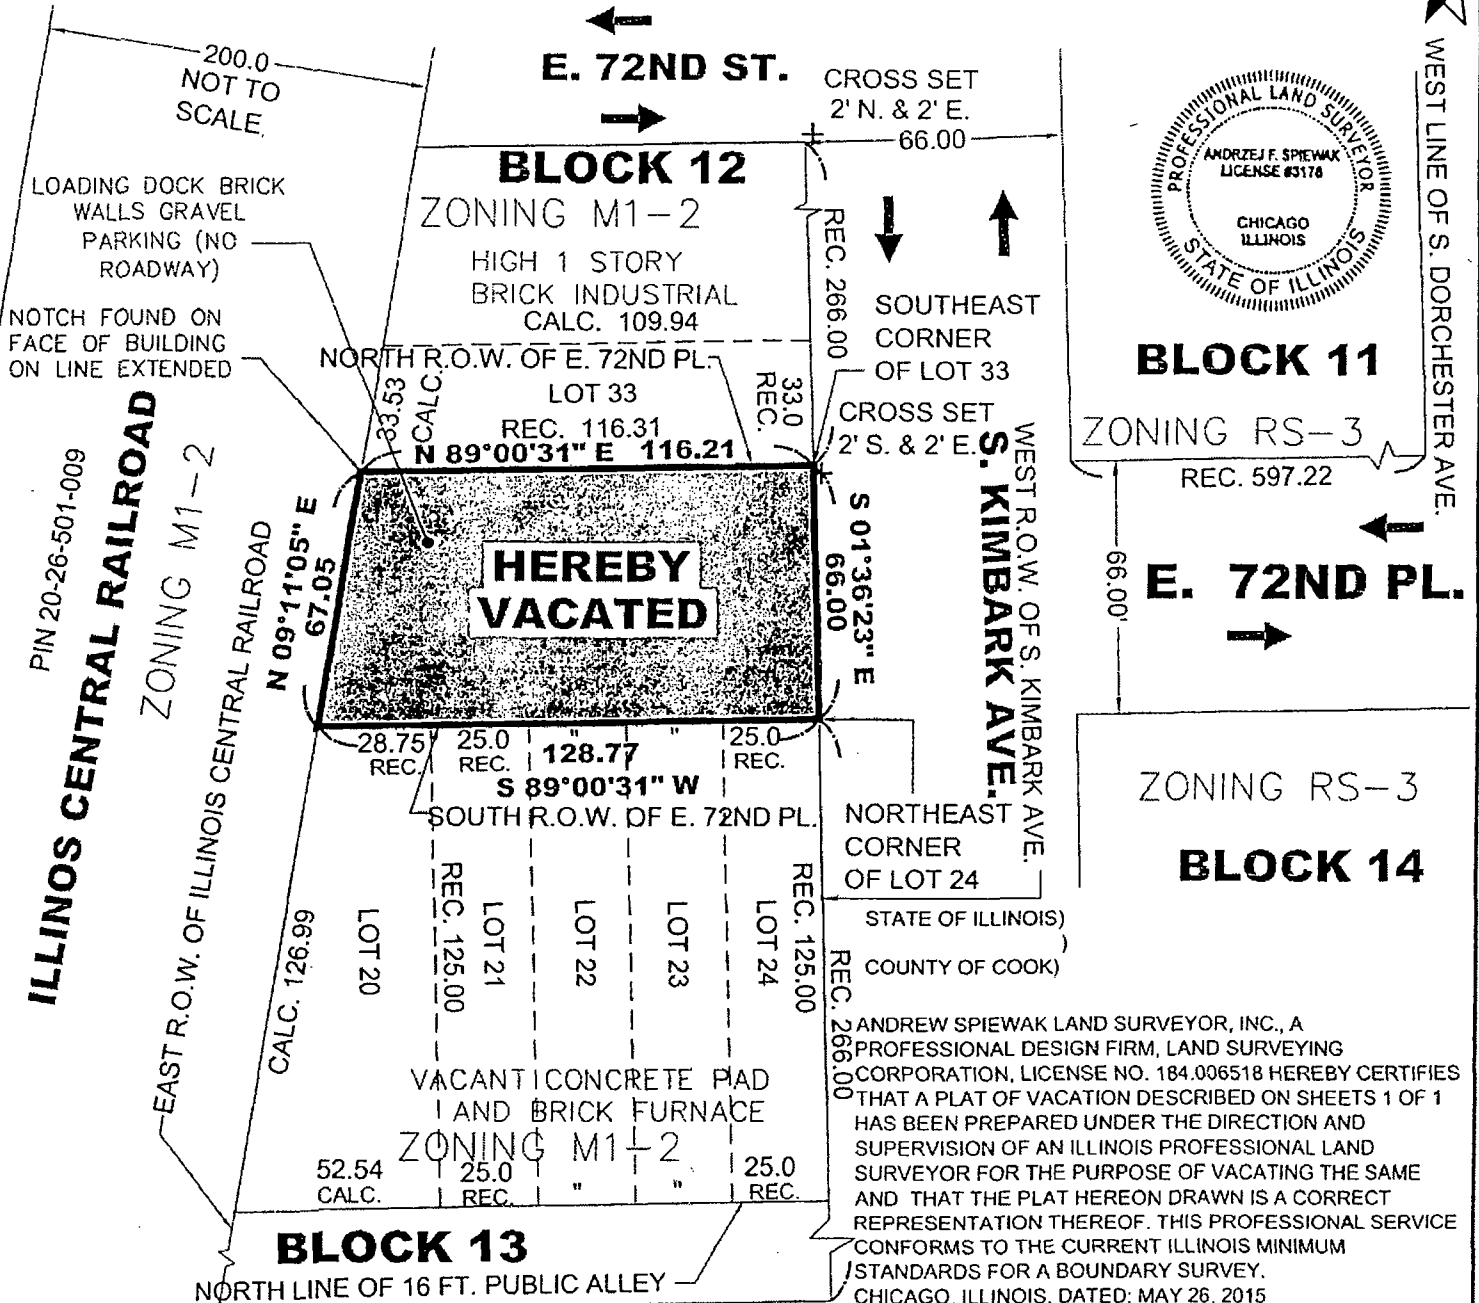 200.0
NOT TO
SCALE
E. 72ND ST.
CROSS SET
2' N. & 2' E.
66.00
BLOCK 12
ZONING M1-2
HIGH 1 STORY
BRICK INDUSTRIAL
CALC. 109.94
REC. 266.00
LOADING DOCK BRICK
WALLS GRAVEL
PARKING (NO
ROADWAY)
NOTCH FOUND ON
FACE OF BUILDING
ON LINE EXTENDED
NORTH R.O.W. OF E. 72ND PL.
LOT 33
REC. 116.31
N 89°00'31" E 116.21
33.53
CALC.
33.0
REC.
SOUTHEAST
CORNER
OF LOT 33
CROSS SET
2' S. & 2' E.
PROFESSIONAL LAND SURVEYOR
ANDRZEJ F. SPIEWAK
LICENSE #3178
CHICAGO
ILLINOIS
STATE OF ILLINOIS
WEST LINE OF S. DORCHESTER AVE.
BLOCK 11
ZONING RS-3
REC. 597.22
66.00'
E. 72ND PL.
PIN 20-26-501-009
ILLINOS CENTRAL RAILROAD
ZONING M1-2
EAST R.O.W. OF ILLINOIS CENTRAL RAILROAD
N 09°11'05" E
67.05
HEREBY
VACATED
S 01°36'23" E
66.00
S. KIMBARK AVE.
WEST R.O.W. OF S. KIMBARK AVE.
28.75
REC.
25.0
REC.
"
"
25.0
REC.
128.77
S 89°00'31" W
SOUTH R.O.W. OF E. 72ND PL.
NORTHEAST
CORNER
OF LOT 24
ZONING RS-3
BLOCK 14
CALC. 126.99
LOT 20
REC. 125.00
LOT 21
LOT 22
LOT 23
LOT 24
REC. 125.00
REC. 266.00
VACANT CONCRETE PAD
AND BRICK FURNACE
ZONING M1-2
52.54
CALC.
25.0
REC.
"
"
25.0
REC.
BLOCK 13
NORTH LINE OF 16 FT. PUBLIC ALLEY
STATE OF ILLINOIS)
)
COUNTY OF COOK)
ANDREW SPIEWAK LAND SURVEYOR, INC., A
PROFESSIONAL DESIGN FIRM, LAND SURVEYING
CORPORATION, LICENSE NO. 184.006518 HEREBY CERTIFIES
THAT A PLAT OF VACATION DESCRIBED ON SHEETS 1 OF 1
HAS BEEN PREPARED UNDER THE DIRECTION AND
SUPERVISION OF AN ILLINOIS PROFESSIONAL LAND
SURVEYOR FOR THE PURPOSE OF VACATING THE SAME
AND THAT THE PLAT HEREON DRAWN IS A CORRECT
REPRESENTATION THEREOF. THIS PROFESSIONAL SERVICE
CONFORMS TO THE CURRENT ILLINOIS MINIMUM
STANDARDS FOR A BOUNDARY SURVEY.
CHICAGO, ILLINOIS, DATED: MAY 26, 2015